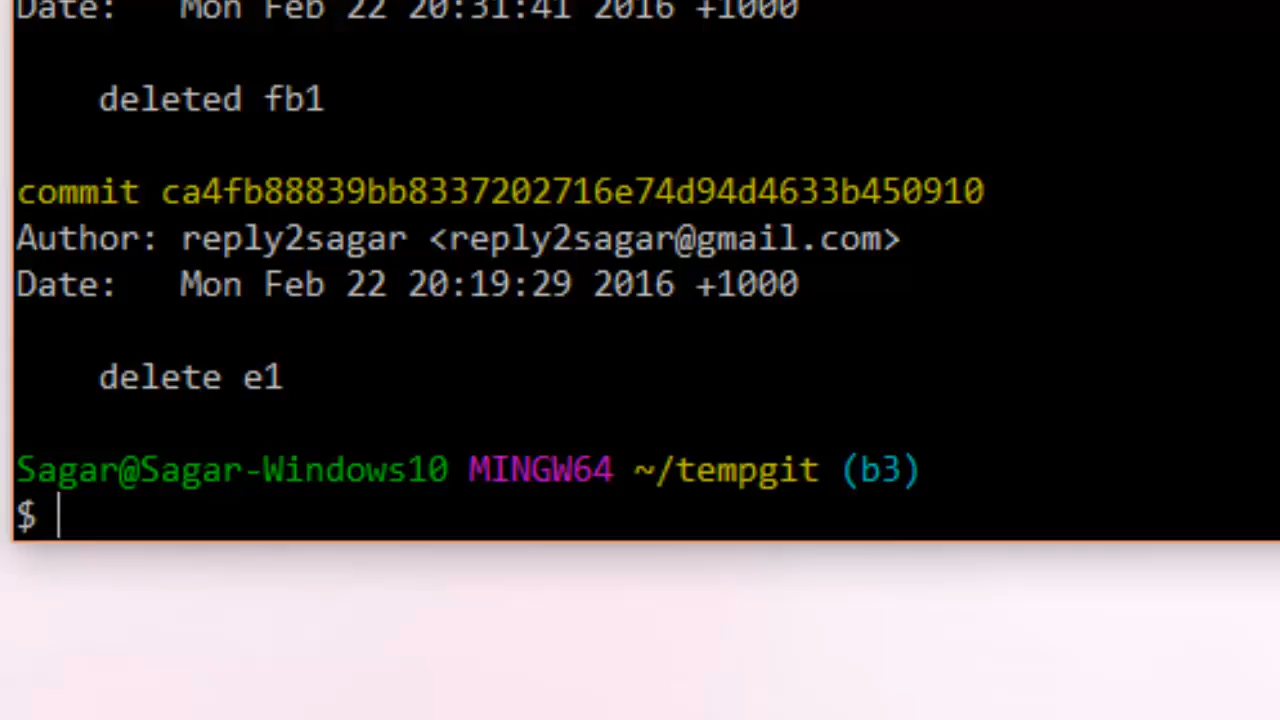 Date:   Mon Feb 22 20:31:41 2016 +1000
    deleted fb1
commit ca4fb88839bb8337202716e74d94d4633b450910
Author: reply2sagar <reply2sagar@gmail.com>
Date:   Mon Feb 22 20:19:29 2016 +1000
    delete e1
Sagar@Sagar-Windows10 MINGW64 ~/tempgit (b3)
$